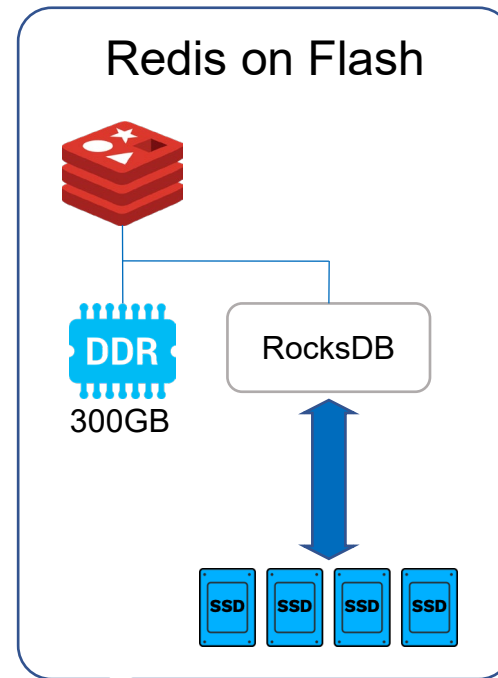 Redis on Flash
DDR
300GB
RocksDB
SSD SSD SSD SSD